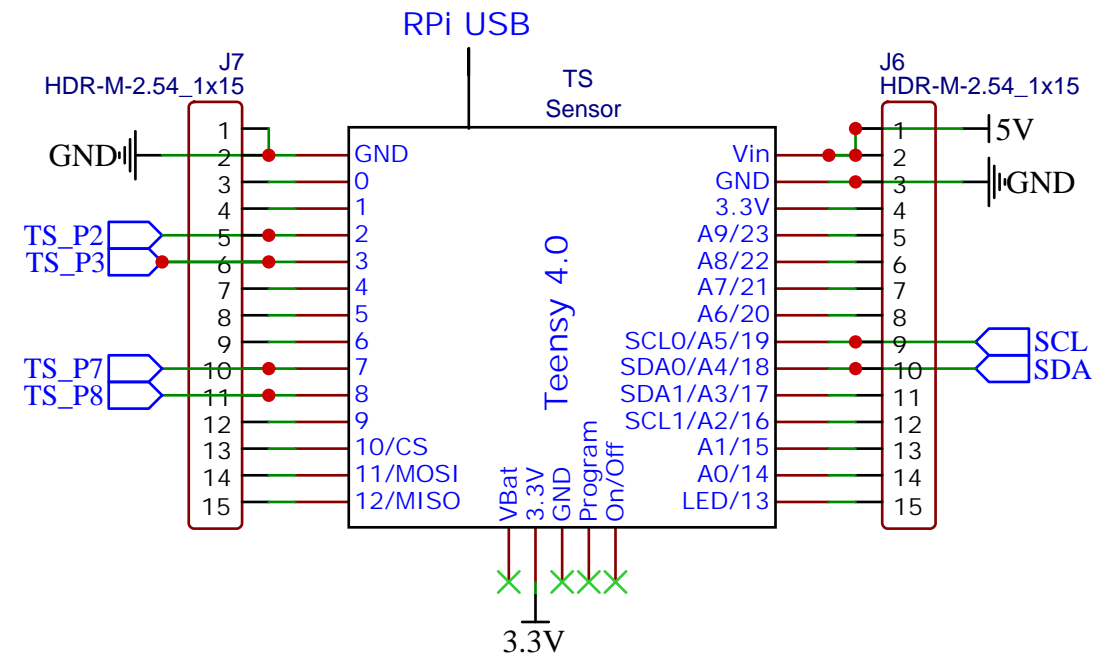 RPi USB
J7
HDR-M-2.54_1x15
TS
Sensor
J6
HDR-M-2.54_1x15
GND
1
2
3
4
5
6
7
8
9
10
11
12
13
14
15
TS_P2
TS_P3
TS_P7
TS_P8
GND
0
1
2
3
4
5
6
7
8
9
10/CS
11/MOSI
12/MISO
Teensy 4.0
VBat
3.3V
GND
Program
On/Off
3.3V
Vin
GND
3.3V
A9/23
A8/22
A7/21
A6/20
SCL0/A5/19
SDA0/A4/18
SDA1/A3/17
SCL1/A2/16
A1/15
A0/14
LED/13
1
2
3
4
5
6
7
8
9
10
11
12
13
14
15
5V
GND
SCL
SDA